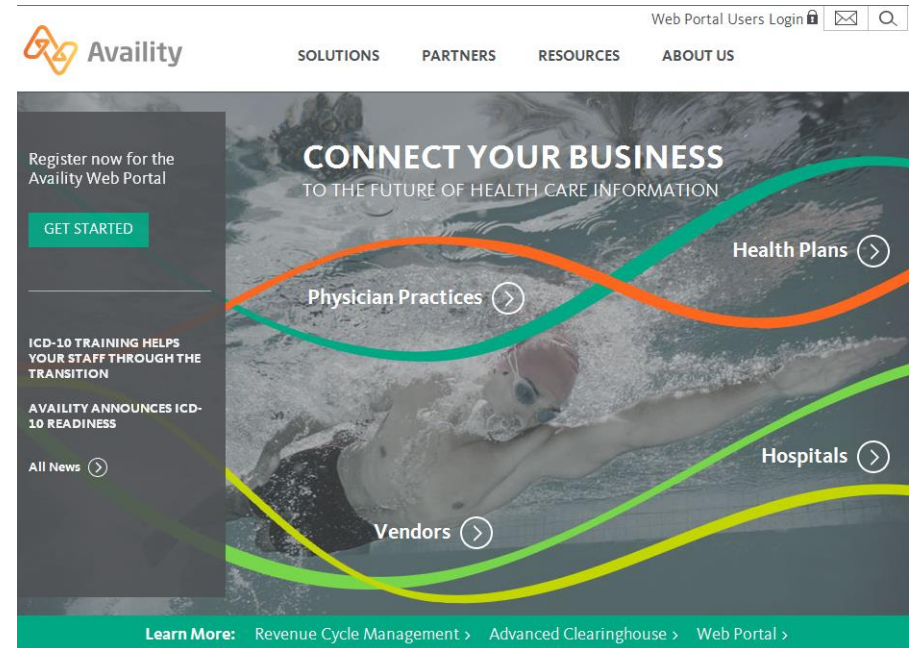 Web Portal Users Login
Availity
SOLUTIONS PARTNERS RESOURCES ABOUT US
Register now for the
Availity Web Portal
GET STARTED
ICD-10 TRAINING HELPS
YOUR STAFF THROUGH THE
TRANSITION
AVAILITY ANNOUNCES ICD-
10 READINESS
All News
CONNECT YOUR BUSINESS
TO THE FUTURE OF HEALTH CARE INFORMATION
Health Plans
Physician Practices
Hospitals
Vendors
Learn More: Revenue Cycle Management › Advanced Clearinghouse › Web Portal ›